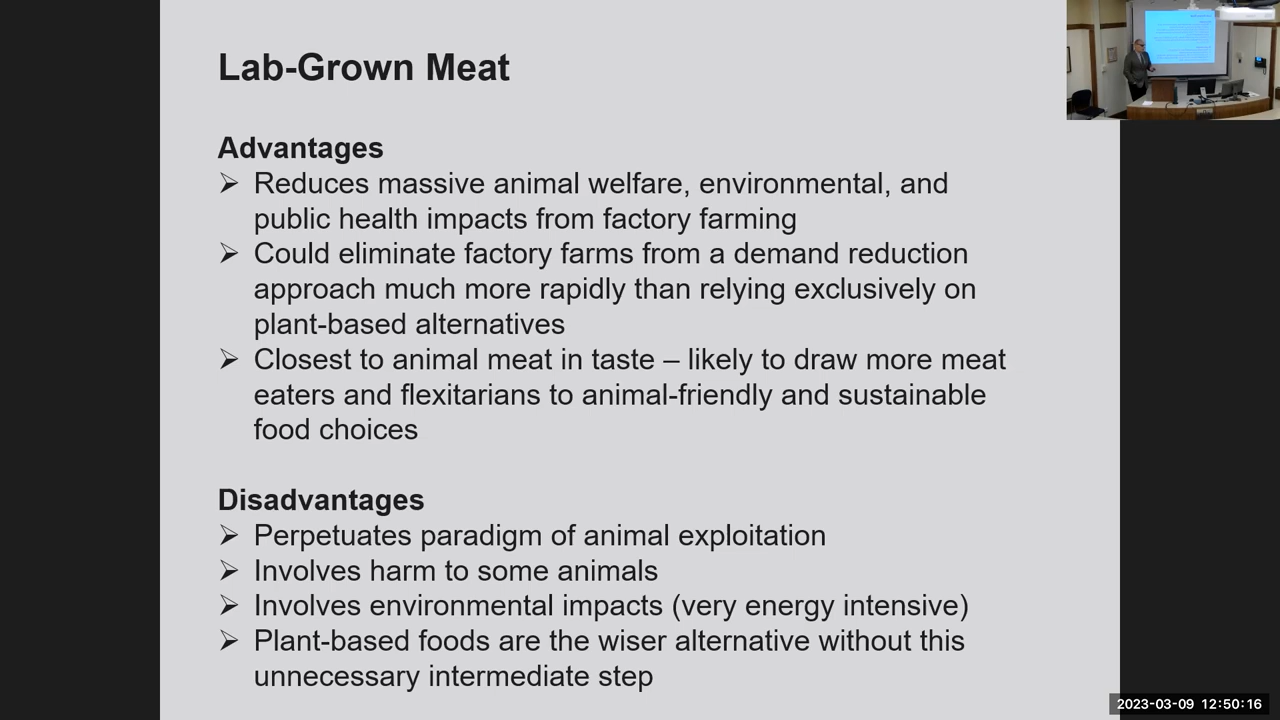 Lab-Grown Meat
Advantages
➢ Reduces massive animal welfare, environmental, and
public health impacts from factory farming
➢ Could eliminate factory farms from a demand reduction
approach much more rapidly than relying exclusively on
plant-based alternatives
➢ Closest to animal meat in taste – likely to draw more meat
eaters and flexitarians to animal-friendly and sustainable
food choices
Disadvantages
➢ Perpetuates paradigm of animal exploitation
➢ Involves harm to some animals
➢ Involves environmental impacts (very energy intensive)
➢ Plant-based foods are the wiser alternative without this
unnecessary intermediate step
2023-03-09 12:50:16